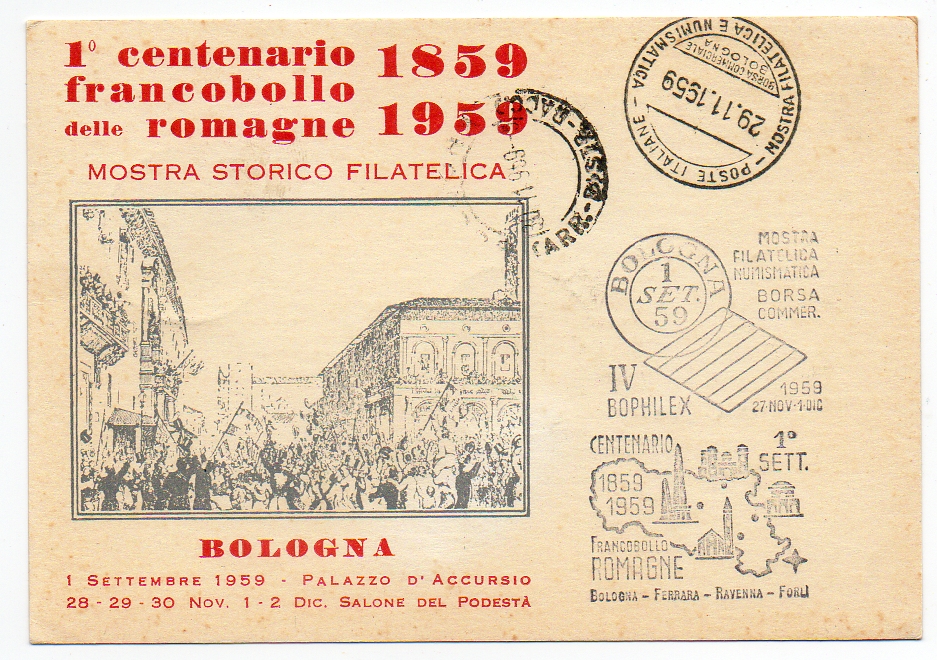 1º centenario 1859
francobollo
delle romagne 1959
MOSTRA STORICO FILATELICA
BOLOGNA
1 SETTEMBRE 1959 - PALAZZO D'ACCURSIO
28 - 29 - 30 NOV. 1 - 2 DIC. SALONE DEL PODESTÀ
POSTE ITALIANE - MOSTRA FILATELICA E NUMISMATICA -
BORSA COMMERCIALE
BOLOGNA
29.11.1959
(ARR.
BOLOGNA
1
SET.
59
MOSTRA
FILATELICA
NUMISMATICA
BORSA
COMMER.
IV
BOPHILEX
1959
27·NOV·1·DIC
CENTENARIO
1º
SETT.
1859
1959
FRANCOBOLLO
ROMAGNE
BOLOGNA - FERRARA - RAVENNA - FORLÌ